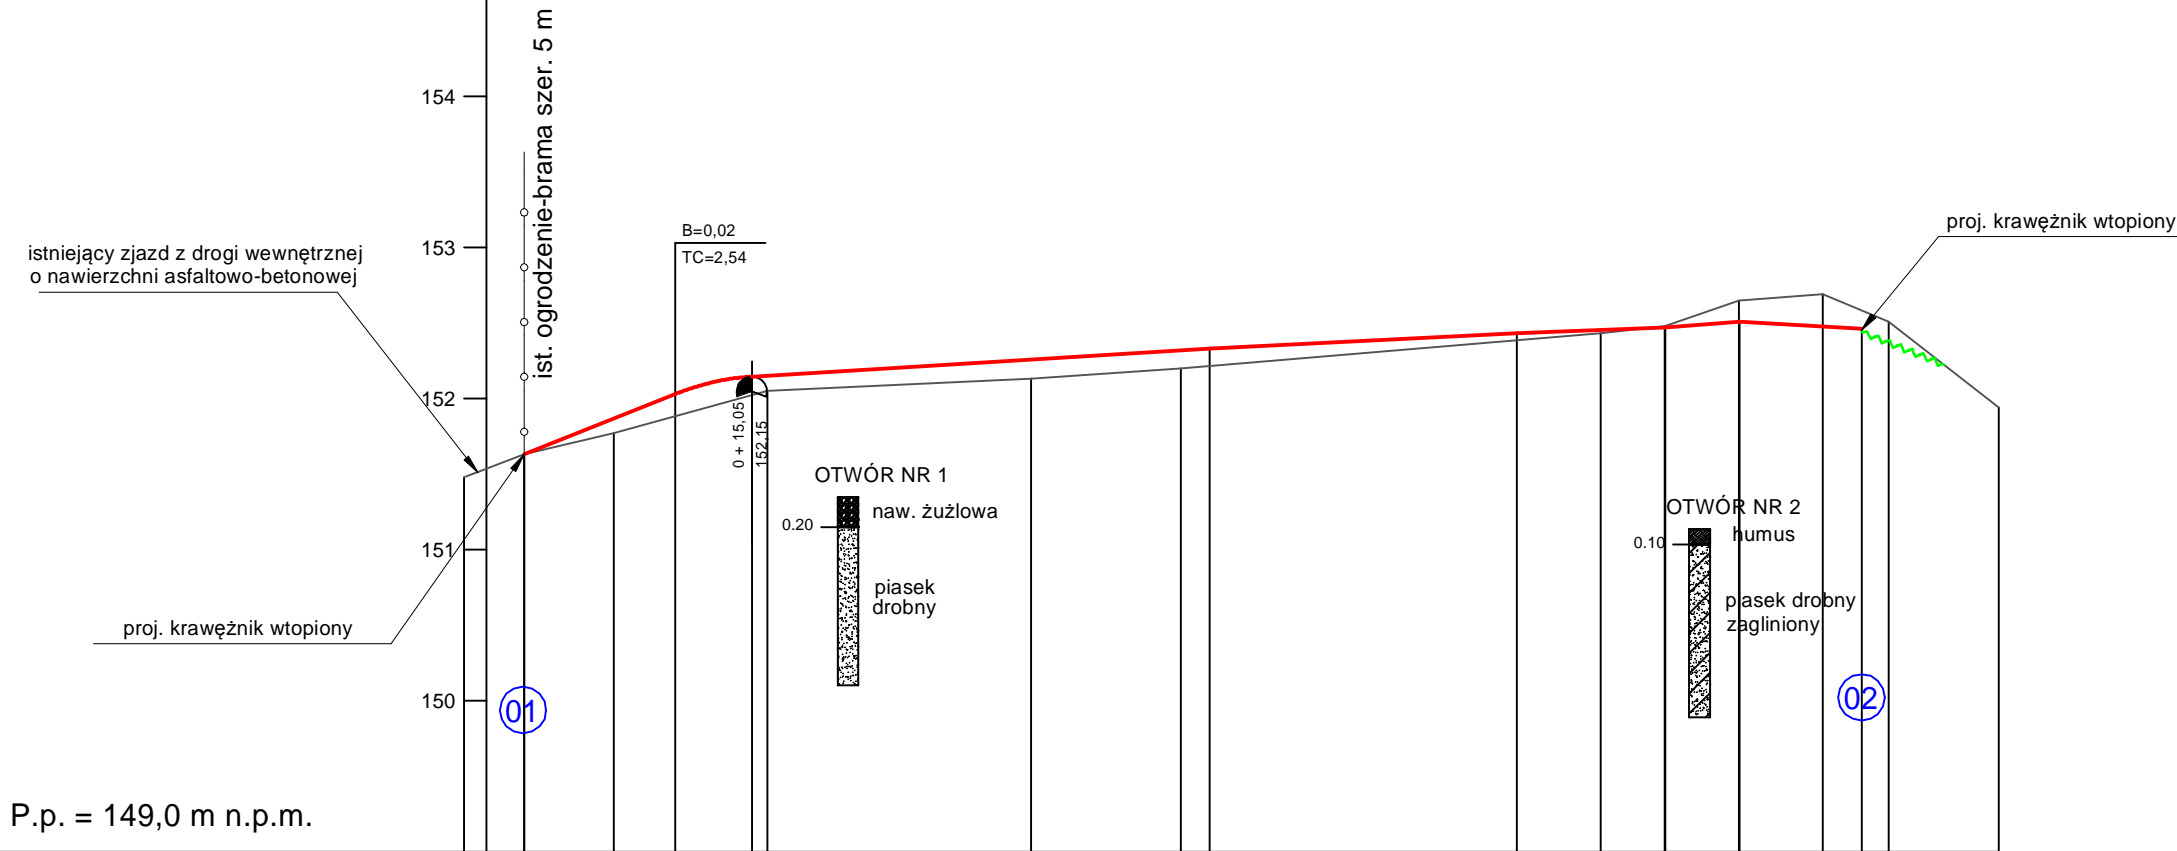 ist. ogrodzenie-brama szer. 5 m
154
153
152
151
150
istniejący zjazd z drogi wewnętrznej
o nawierzchni asfaltowo-betonowej
B=0,02
TC=2,54
proj. krawężnik wtopiony
0 + 15,05
152,15
OTWÓR NR 1
naw. żużlowa
0.20
piasek
drobny
OTWÓR NR 2
humus
0.10
piasek drobny
zagliniony
proj. krawężnik wtopiony
01
02
P.p. = 149,0 m n.p.m.